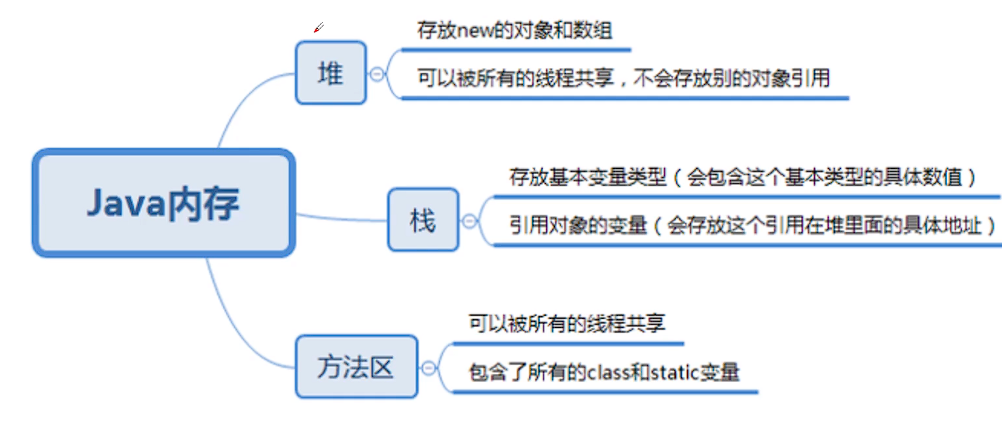 堆
存放new的对象和数组
可以被所有的线程共享，不会存放别的对象引用
Java内存
栈
存放基本变量类型（会包含这个基本类型的具体数值）
引用对象的变量（会存放这个引用在堆里面的具体地址）
方法区
可以被所有的线程共享
包含了所有的class和static变量